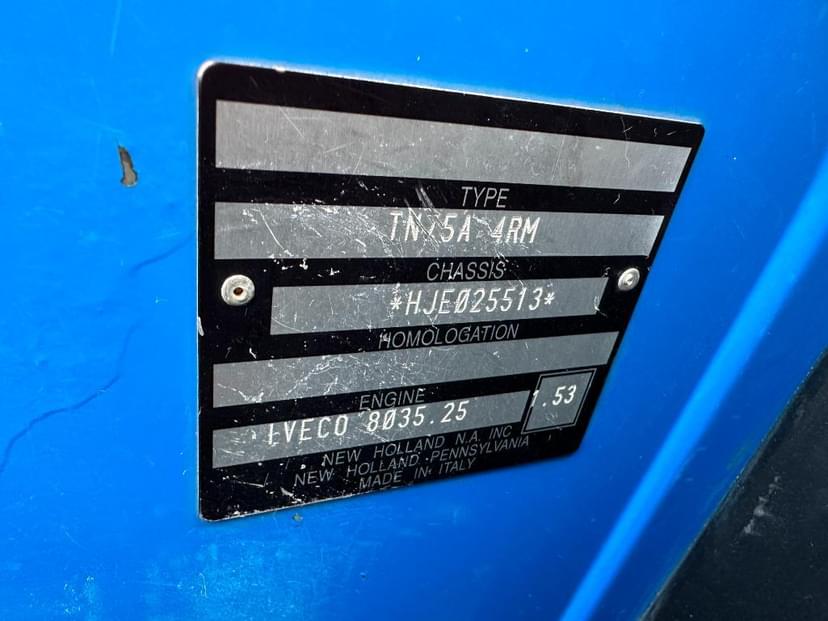 TYPE
TN75A 4RM
CHASSIS
*HJE025513*
HOMOLOGATION
ENGINE
IVECO 8035.25
1.53
NEW HOLLAND N.A. INC
NEW HOLLAND PENNSYLVANIA
MADE IN ITALY